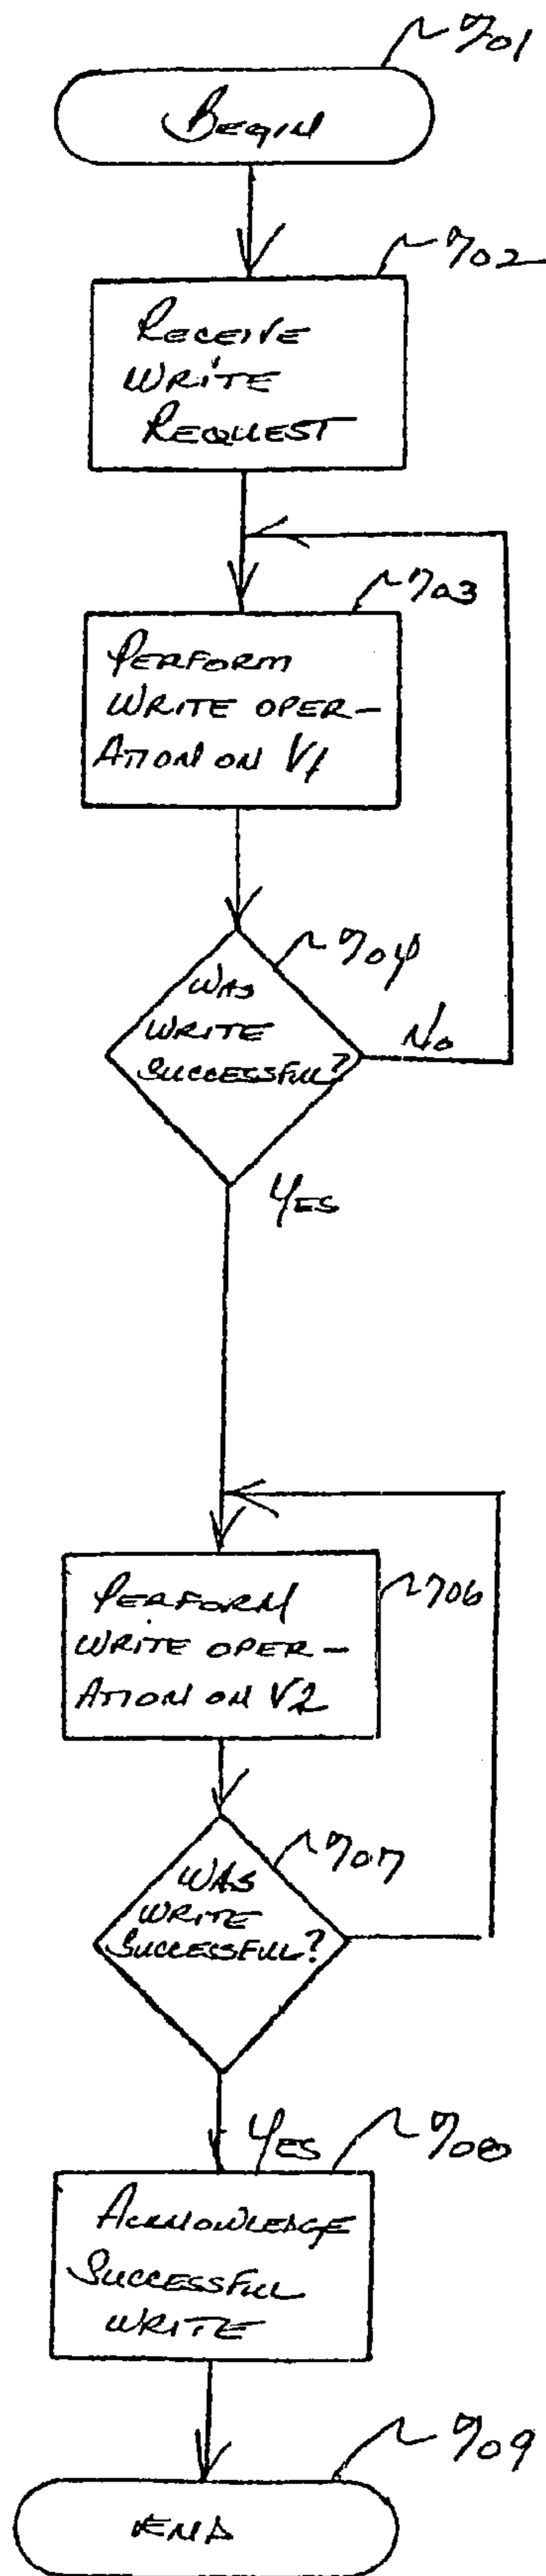 701
BEGIN
702
RECEIVE
WRITE
REQUEST
703
PERFORM
WRITE OPER-
ATION ON V1
704
WAS
WRITE
SUCCESSFUL?
NO
YES
PERFORM
WRITE OPER-
ATION ON V2
706
WAS
WRITE
SUCCESSFUL?
707
YES
708
ACKNOWLEDGE
SUCCESSFUL
WRITE
709
END